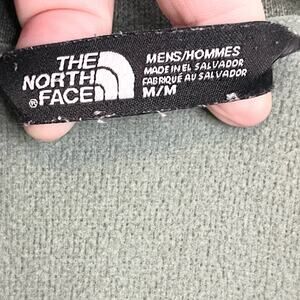 THE
NORTH
FACE
®
MENS/HOMMES
MADE IN EL SALVADOR
FABRIQUÉ AU SALVADOR
M/M